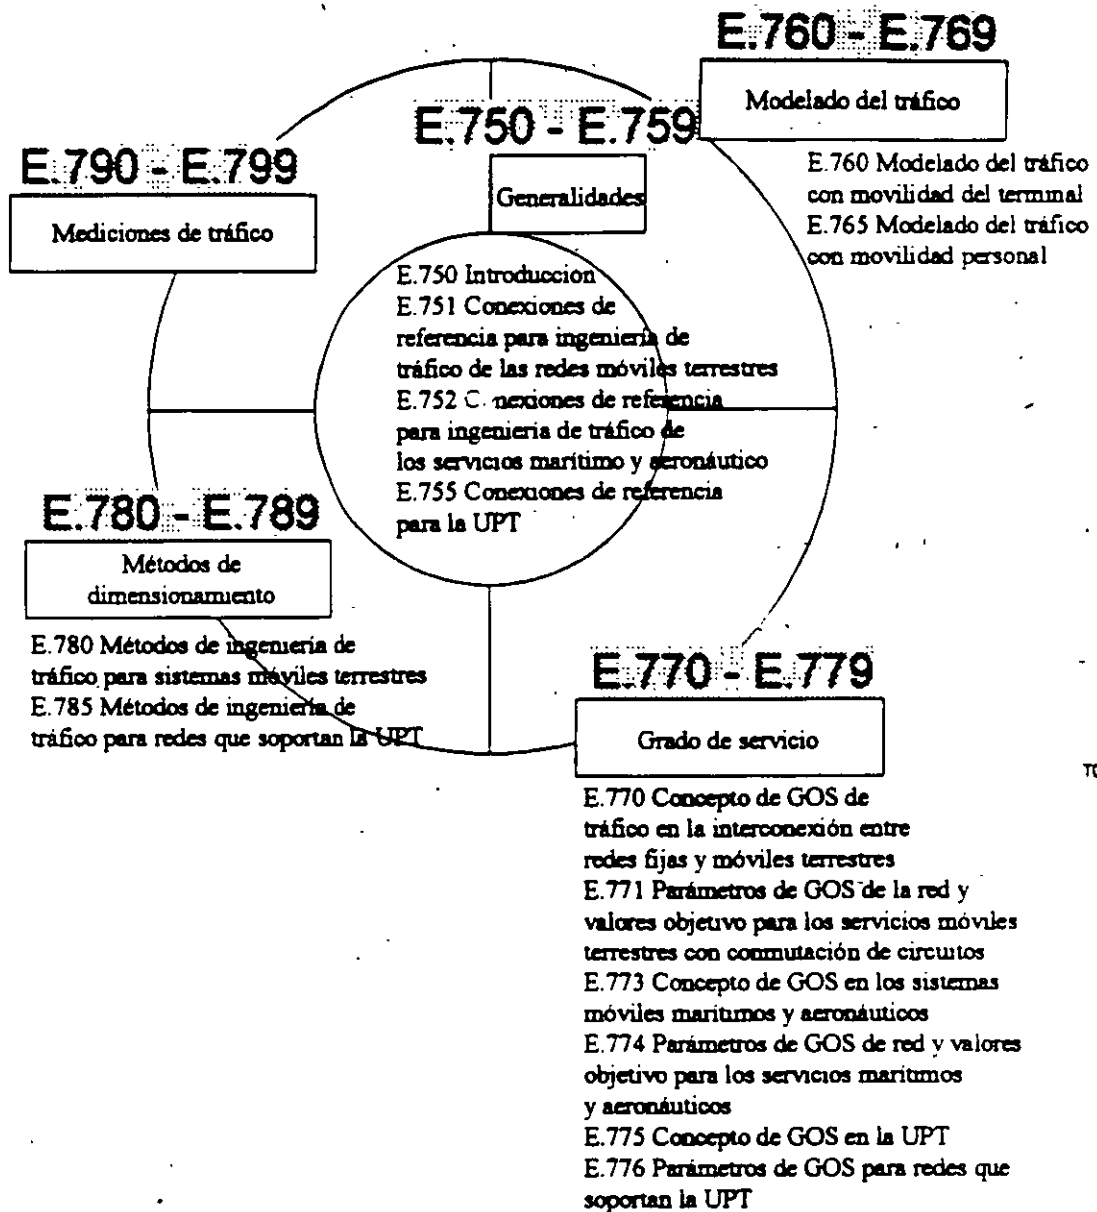 E.760 - E.769
Modelado del tráfico
E.760 Modelado del tráfico
con movilidad del terminal
E.765 Modelado del tráfico
con movilidad personal
E.750 - E.759
Generalidades
E.750 Introducción
E.751 Conexiones de
referencia para ingeniería de
tráfico de las redes móviles terrestres
E.752 C nexiones de referencia
para ingenieria de tráfico de
los servicios marítimo y aeronáutico
E.755 Conexiones de referencia
para la UPT
E.790 - E.799
Mediciones de tráfico
E.780 - E.789
Métodos de
dimensionamiento
E.780 Métodos de ingeniería de
tráfico para sistemas móviles terrestres
E.785 Métodos de ingeniería de
tráfico para redes que soportan la UPT
E.770 - E.779
Grado de servicio
E.770 Concepto de GOS de
tráfico en la interconexión entre
redes fijas y móviles terrestres
E.771 Parámetros de GOS de la red y
valores objetivo para los servicios móviles
terrestres con conmutación de circuitos
E.773 Concepto de GOS en los sistemas
móviles marítimos y aeronáuticos
E.774 Parámetros de GOS de red y valores
objetivo para los servicios marítimos
y aeronáuticos
E.775 Concepto de GOS en la UPT
E.776 Parámetros de GOS para redes que
soportan la UPT